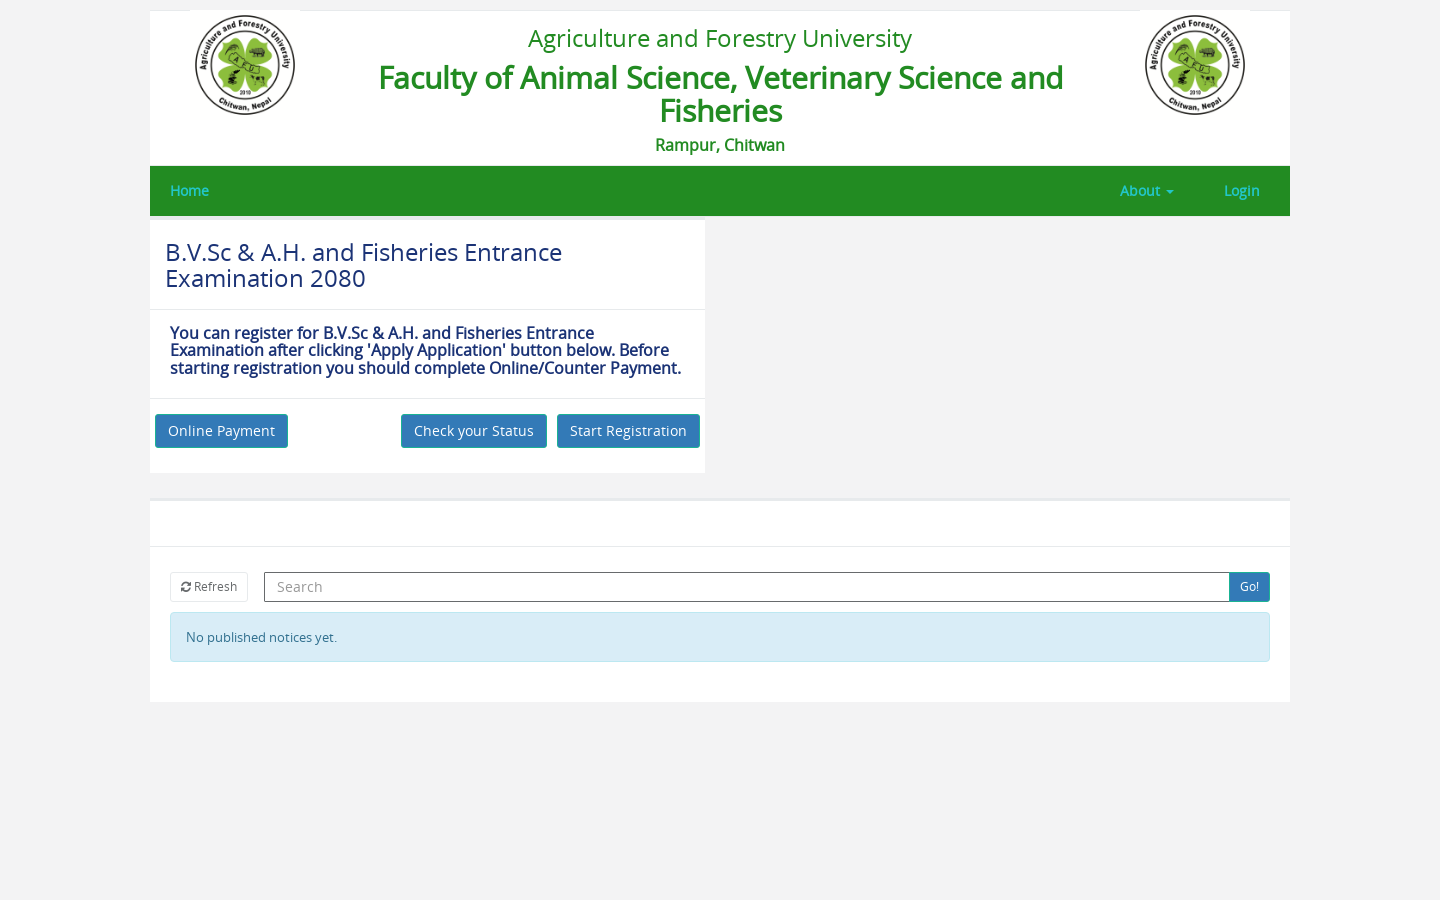 Agriculture and Forestry University
Chitwan, Nepal
A.F.U.
2010
Agriculture and Forestry University
Faculty of Animal Science, Veterinary Science and
Fisheries
Rampur, Chitwan
Agriculture and Forestry University
Chitwan, Nepal
A.F.U.
2010
Home
About
Login
B.V.Sc & A.H. and Fisheries Entrance
Examination 2080
You can register for B.V.Sc & A.H. and Fisheries Entrance
Examination after clicking 'Apply Application' button below. Before
starting registration you should complete Online/Counter Payment.
Online Payment
Check your Status
Start Registration
Refresh
Search
Go!
No published notices yet.